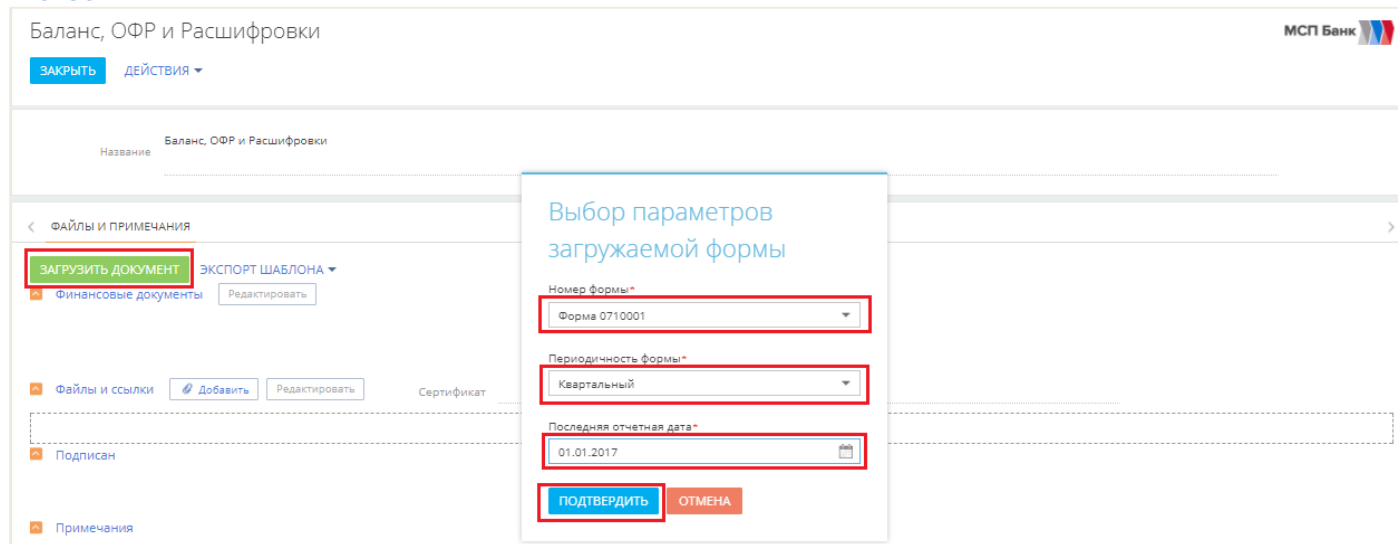 Баланс, ОФР и Расшифровки
МСП Банк
ЗАКРЫТЬ ДЕЙСТВИЯ
Название Баланс, ОФР и Расшифровки
ФАЙЛЫ И ПРИМЕЧАНИЯ
ЗАГРУЗИТЬ ДОКУМЕНТ ЭКСПОРТ ШАБЛОНА
Финансовые документы Редактировать
Файлы и ссылки Добавить Редактировать Сертификат
Подписан
Примечания
Выбор параметров
загружаемой формы
Номер формы*
Форма 0710001
Периодичность формы*
Квартальный
Последняя отчетная дата*
01.01.2017
ПОДТВЕРДИТЬ ОТМЕНА